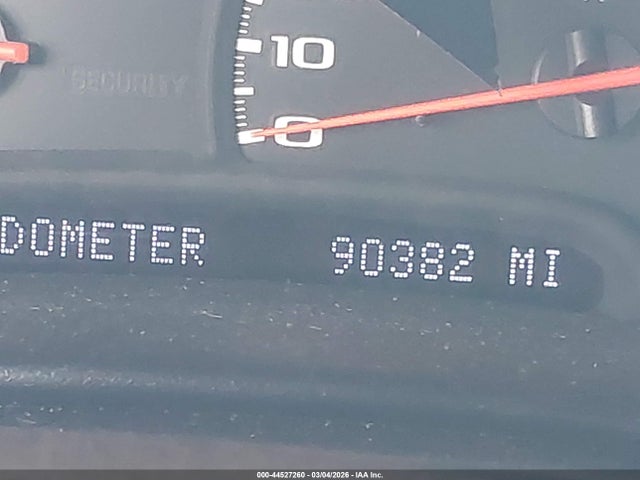 10
SECURITY
0
DOMETER 90382 MI
000-44527260 - 03/04/2026 - IAA Inc.